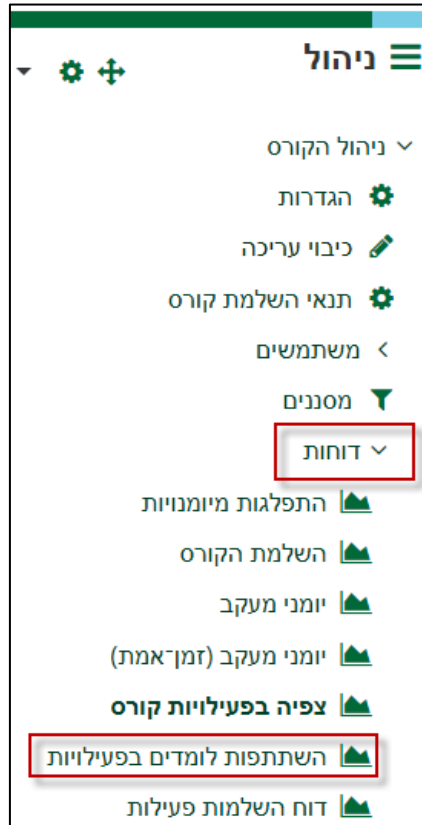 ניהול
ניהול הקורס
הגדרות
כיבוי עריכה
תנאי השלמת קורס
משתמשים
מסננים
דוחות
התפלגות מיומנויות
השלמת הקורס
יומני מעקב
יומני מעקב (זמן־אמת)
צפיה בפעילויות קורס
השתתפות לומדים בפעילויות
דוח השלמות פעילות